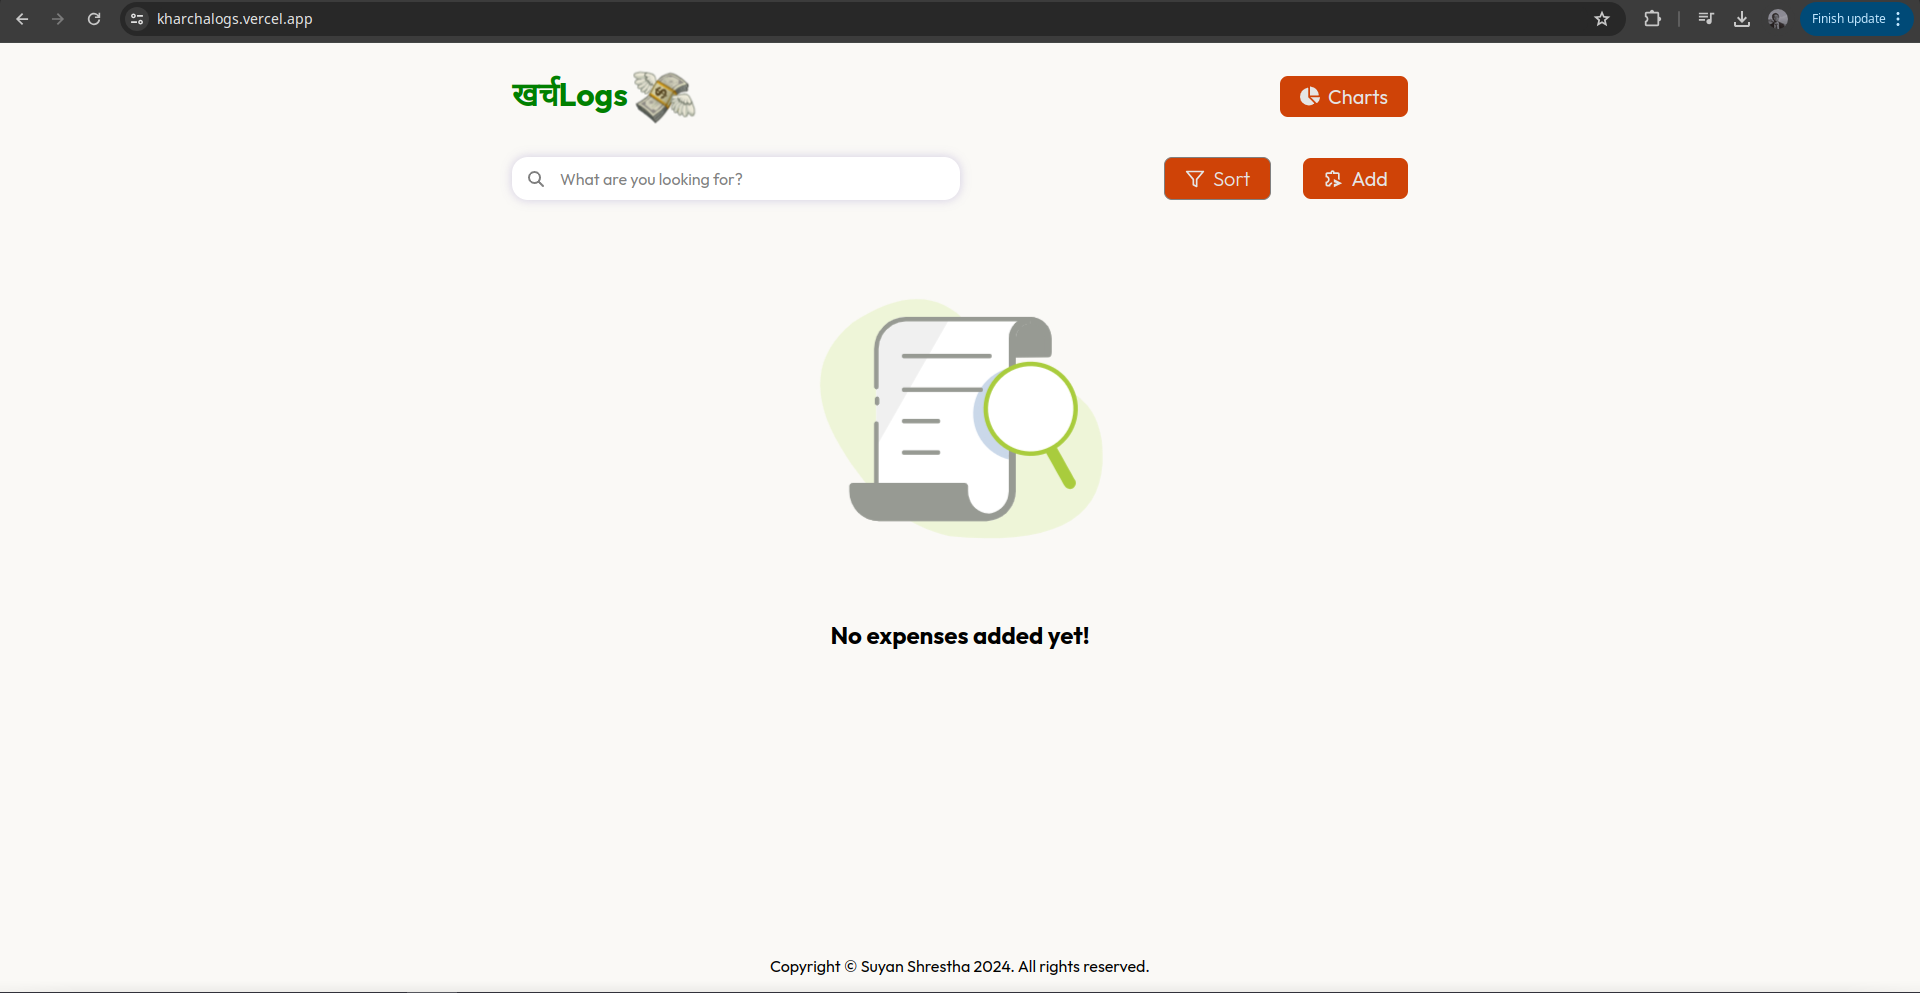 kharchalogs.vercel.app
Finish update
खर्चLogs
Charts
What are you looking for?
Sort
Add
No expenses added yet!
Copyright © Suyan Shrestha 2024. All rights reserved.